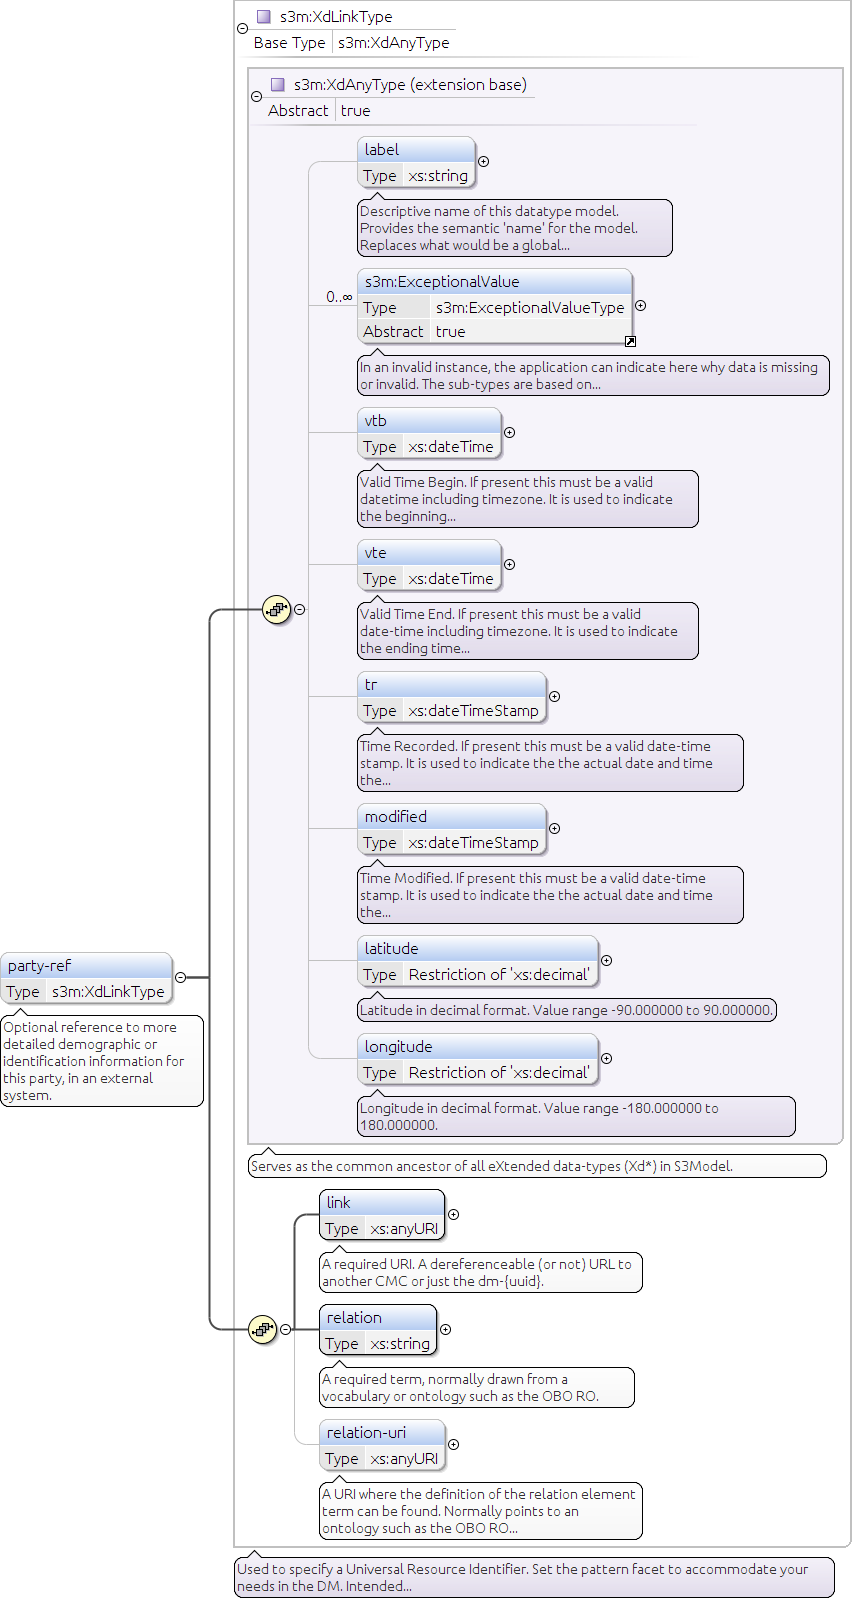 s3m:XdLinkType
Base Type s3m:XdAnyType
s3m:XdAnyType (extension base)
Abstract true
label
Type xs:string
Descriptive name of this datatype model.
Provides the semantic 'name' for the model.
Replaces what would be a global...
s3m:ExceptionalValue
0..∞
Type s3m:ExceptionalValueType
Abstract true
In an invalid instance, the application can indicate here why data is missing
or invalid. The sub-types are based on...
vtb
Type xs:dateTime
Valid Time Begin. If present this must be a valid
datetime including timezone. It is used to indicate
the beginning...
vte
Type xs:dateTime
Valid Time End. If present this must be a valid
date-time including timezone. It is used to indicate
the ending time...
tr
Type xs:dateTimeStamp
Time Recorded. If present this must be a valid date-time
stamp. It is used to indicate the the actual date and time
the...
modified
Type xs:dateTimeStamp
Time Modified. If present this must be a valid date-time
stamp. It is used to indicate the the actual date and time
the...
latitude
Type Restriction of 'xs:decimal'
Latitude in decimal format. Value range -90.000000 to 90.000000.
longitude
Type Restriction of 'xs:decimal'
Longitude in decimal format. Value range -180.000000 to
180.000000.
party-ref
Type s3m:XdLinkType
Optional reference to more
detailed demographic or
identification information for
this party, in an external
system.
Serves as the common ancestor of all eXtended data-types (Xd*) in S3Model.
link
Type xs:anyURI
A required URI. A dereferenceable (or not) URL to
another CMC or just the dm-{uuid}.
relation
Type xs:string
A required term, normally drawn from a
vocabulary or ontology such as the OBO RO.
relation-uri
Type xs:anyURI
A URI where the definition of the relation element
term can be found. Normally points to an
ontology such as the OBO RO...
Used to specify a Universal Resource Identifier. Set the pattern facet to accommodate your
needs in the DM. Intended...